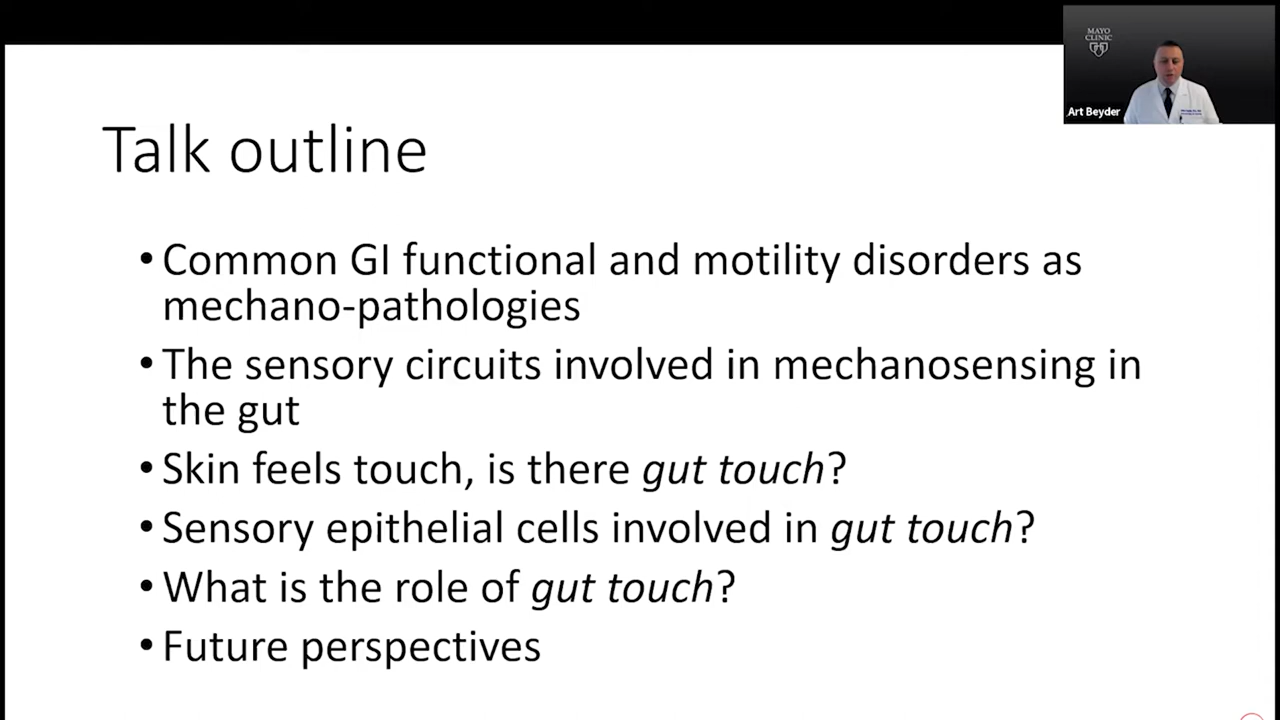 MAYO
CLINIC
Art Beyder
Talk outline
• Common GI functional and motility disorders as
mechano-pathologies
• The sensory circuits involved in mechanosensing in
the gut
• Skin feels touch, is there gut touch?
• Sensory epithelial cells involved in gut touch?
• What is the role of gut touch?
• Future perspectives